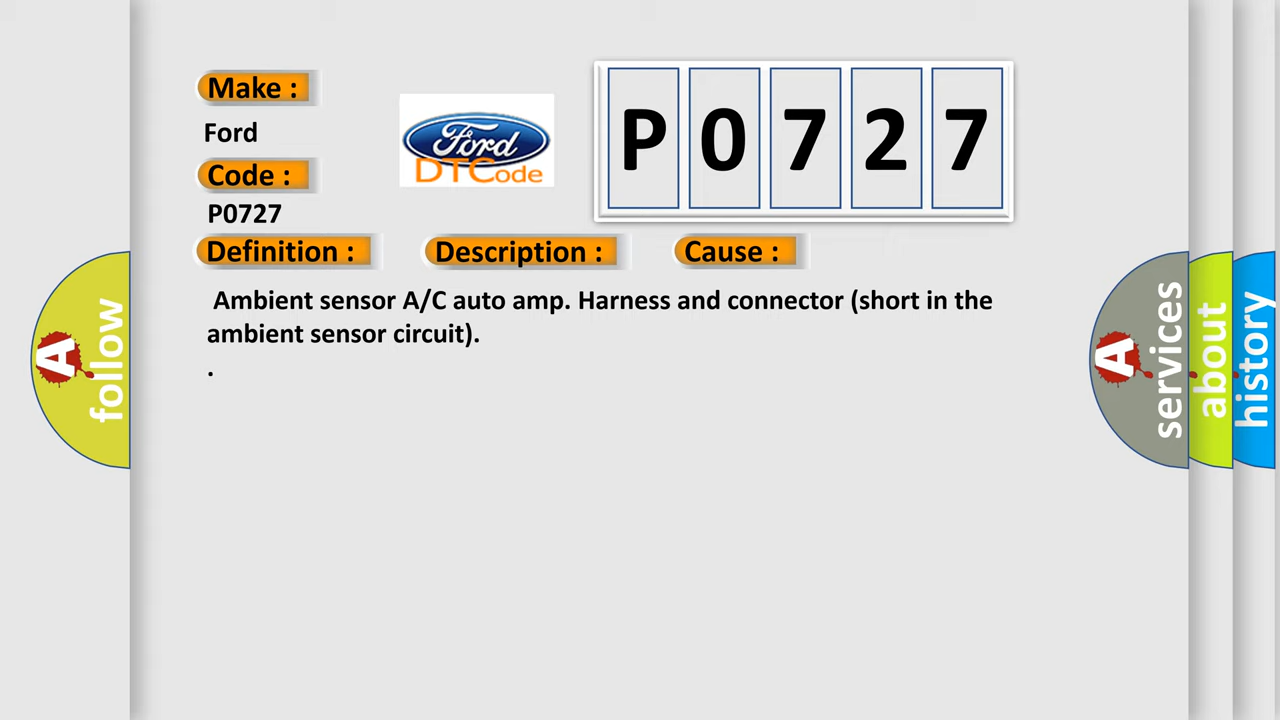 Make :
Ford
Code :
P0727
Ford
DTCode
P 0 7 2 7
Definition :
Description :
Cause :
Ambient sensor A/C auto amp. Harness and connector (short in the
ambient sensor circuit).
.
A
follow
A
services
about
history